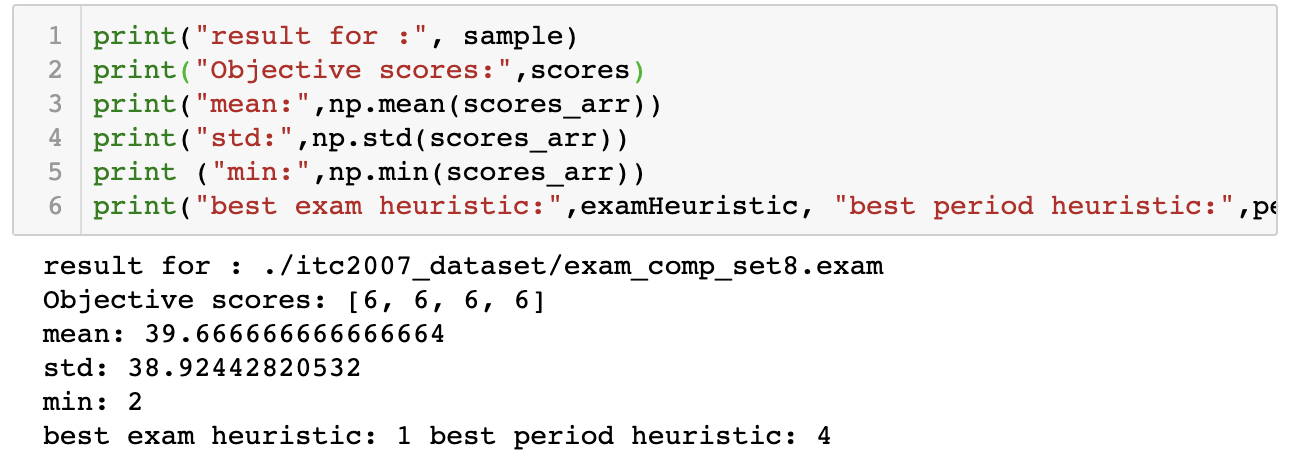 1 print("result for :", sample)
2 print("Objective scores:",scores)
3 print("mean:",np.mean(scores_arr))
4 print("std:",np.std(scores_arr))
5 print ("min:",np.min(scores_arr))
6 print("best exam heuristic:",examHeuristic, "best period heuristic:",pe
result for : ./itc2007_dataset/exam_comp_set8.exam
Objective scores: [6, 6, 6, 6]
mean: 39.666666666666664
std: 38.92442820532
min: 2
best exam heuristic: 1 best period heuristic: 4